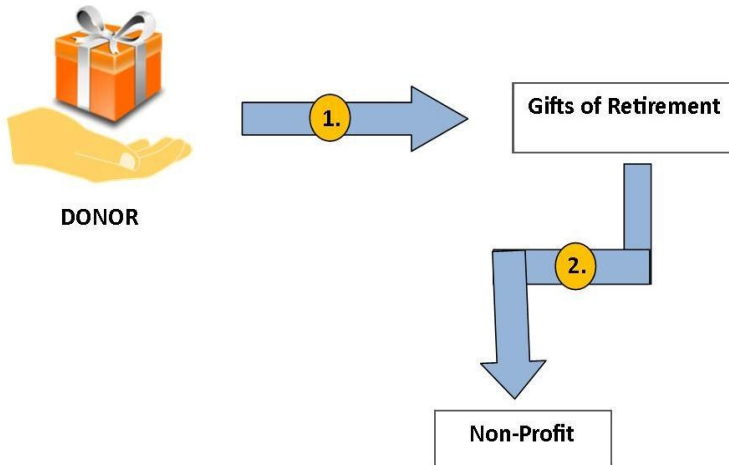 DONOR
1.
Gifts of Retirement
2.
Non-Profit